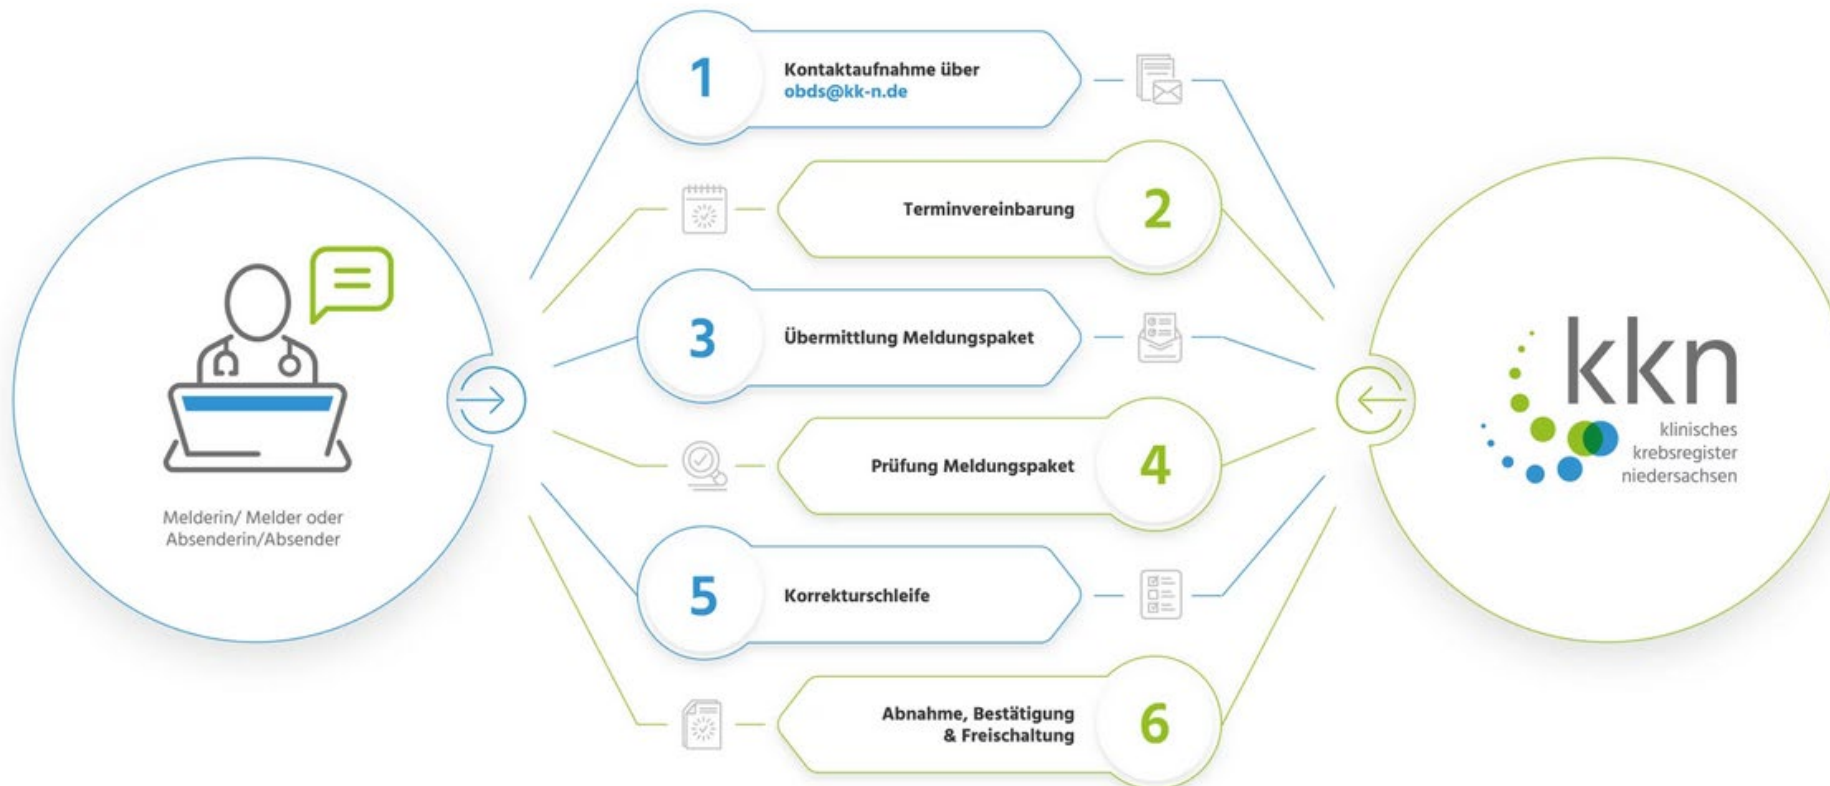 1
Kontaktaufnahme über
obds@kk-n.de
Terminvereinbarung
2
3
Übermittlung Meldungspaket
Prüfung Meldungspaket
4
5
Korrekturschleife
Abnahme, Bestätigung
& Freischaltung
6
Melderin/ Melder oder
Absenderin/Absender
kkn
klinisches
krebsregister
niedersachsen